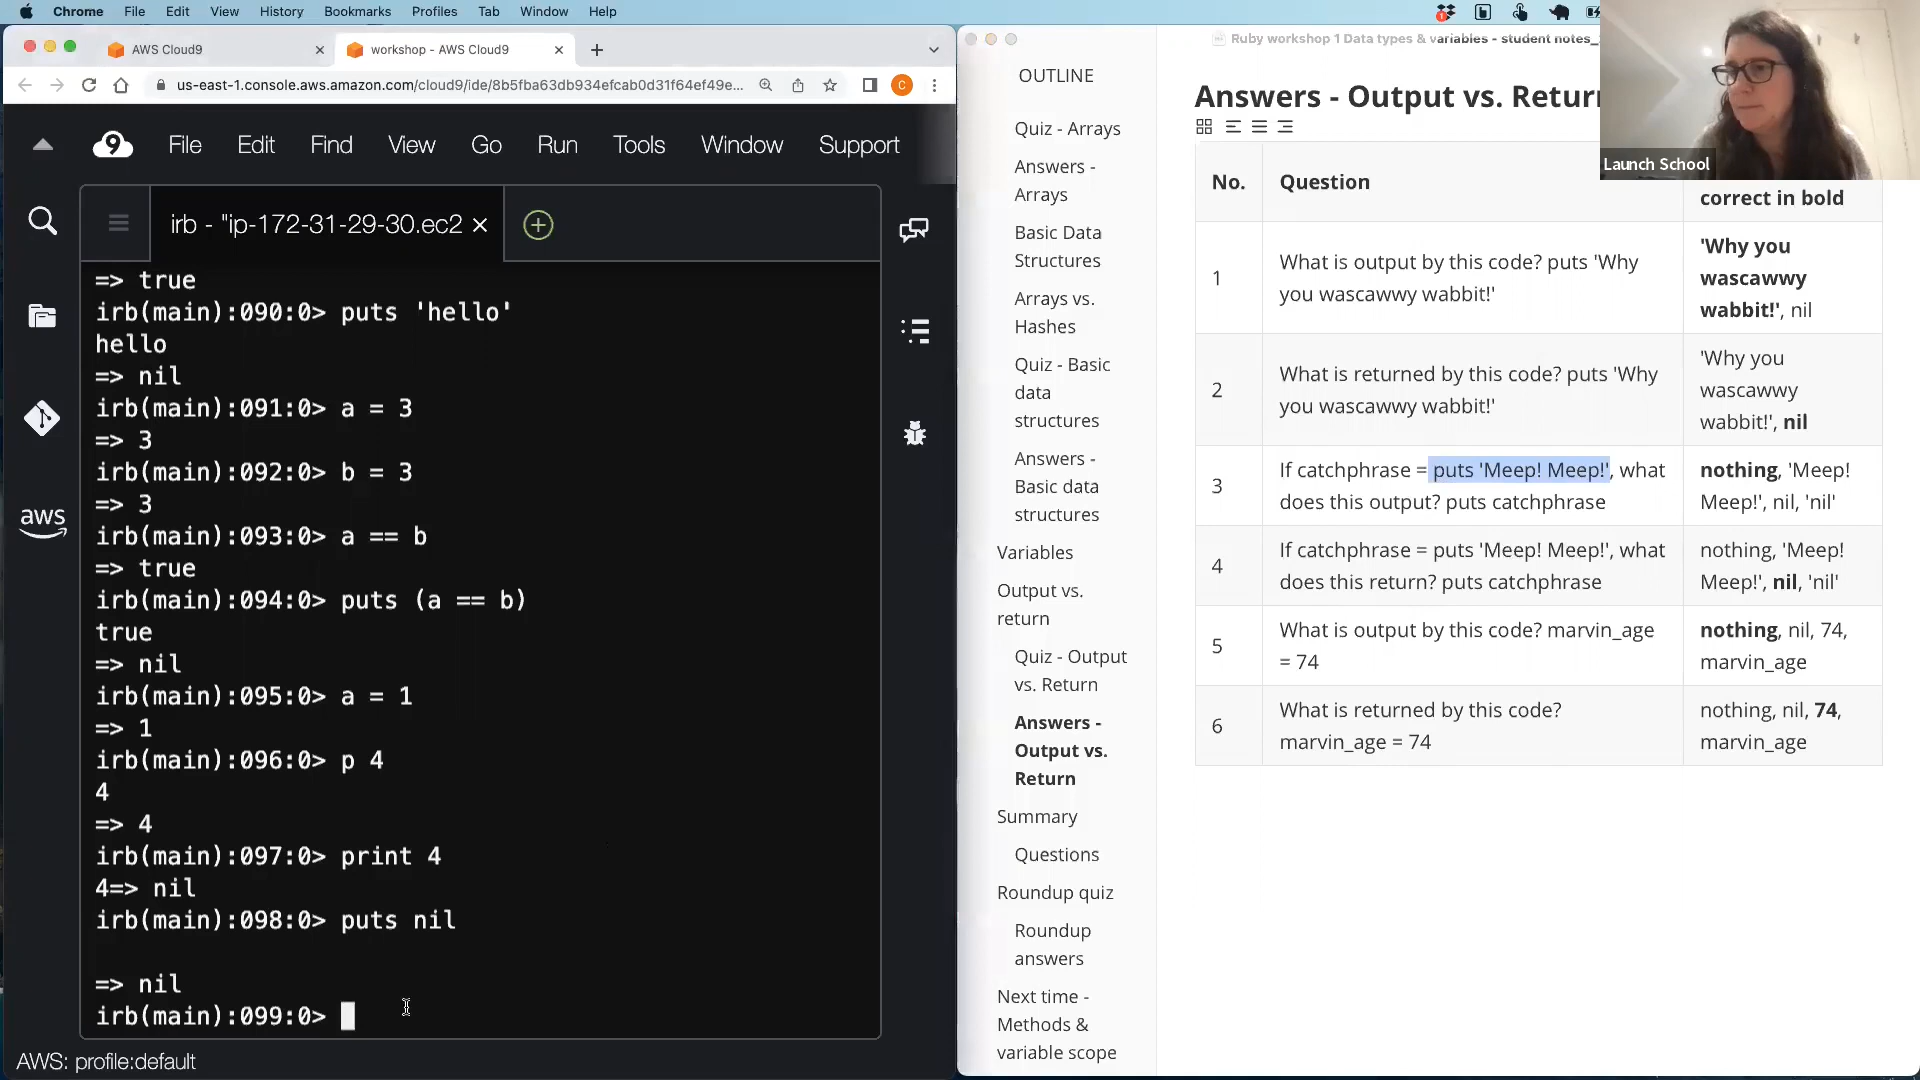 Chrome File Edit View History Bookmarks Profiles Tab Window Help
AWS Cloud9
workshop - AWS Cloud9
us-east-1.console.aws.amazon.com/cloud9/ide/8b5fba63db934efcab0d31f64ef49e...
C
9 File Edit Find View Go Run Tools Window Support
irb - "ip-172-31-29-30.ec2
aws
=> true
irb(main):090:0> puts 'hello'
hello
=> nil
irb(main):091:0> a = 3
=> 3
irb(main):092:0> b = 3
=> 3
irb(main):093:0> a == b
=> true
irb(main):094:0> puts (a == b)
true
=> nil
irb(main):095:0> a = 1
=> 1
irb(main):096:0> p 4
4
=> 4
irb(main):097:0> print 4
4=> nil
irb(main):098:0> puts nil
=> nil
irb(main):099:0>
AWS: profile:default
Ruby workshop 1 Data types & variables - student notes_
OUTLINE
Quiz - Arrays
Answers -
Arrays
Basic Data
Structures
Arrays vs.
Hashes
Quiz - Basic
data
structures
Answers -
Basic data
structures
Variables
Output vs.
return
Quiz - Output
vs. Return
Answers -
Output vs.
Return
Summary
Questions
Roundup quiz
Roundup
answers
Next time -
Methods &
variable scope
Answers - Output vs. Return
Launch School
No.
Question
correct in bold
1
What is output by this code? puts 'Why
you wascawwy wabbit!'
'Why you
wascawwy
wabbit!', nil
2
What is returned by this code? puts 'Why
you wascawwy wabbit!'
'Why you
wascawwy
wabbit!', nil
3
If catchphrase = puts 'Meep! Meep!', what
does this output? puts catchphrase
nothing, 'Meep!
Meep!', nil, 'nil'
4
If catchphrase = puts 'Meep! Meep!', what
does this return? puts catchphrase
nothing, 'Meep!
Meep!', nil, 'nil'
5
What is output by this code? marvin_age
= 74
nothing, nil, 74,
marvin_age
6
What is returned by this code?
marvin_age = 74
nothing, nil, 74,
marvin_age